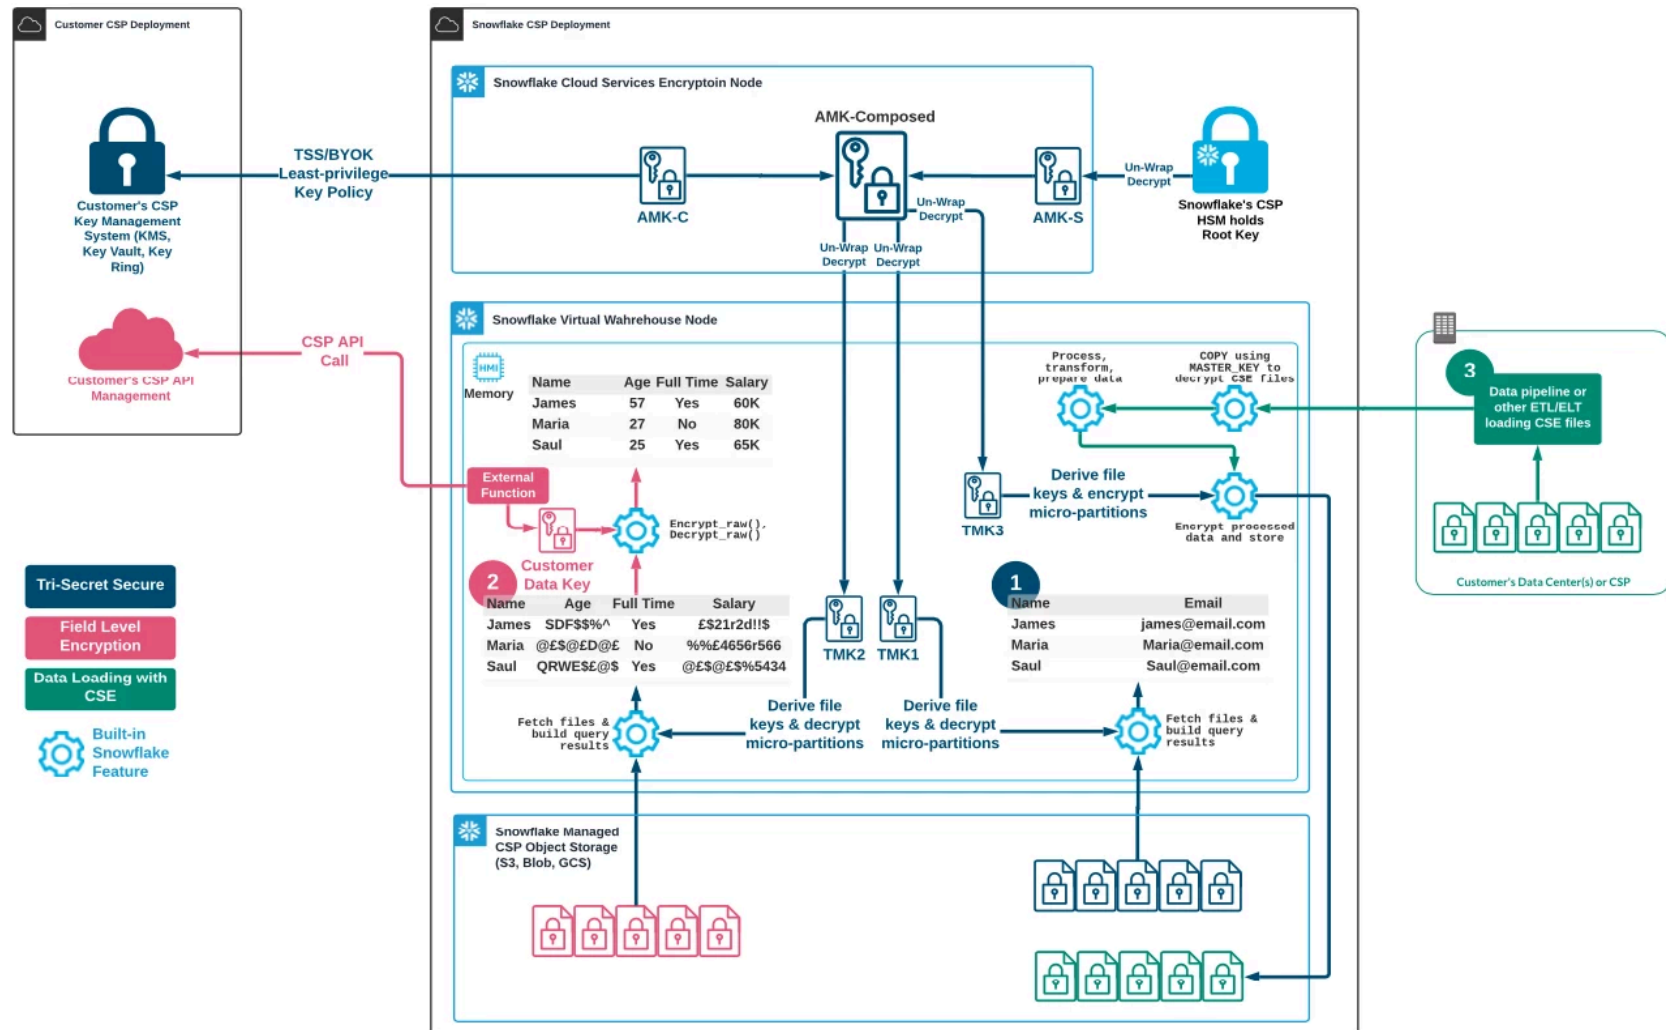 Customer CSP Deployment
Snowflake CSP Deployment
Snowflake Cloud Services Encryptoin Node
AMK-Composed
TSS/BYOK
Least-privilege
Key Policy
AMK-C
AMK-S
Un-Wrap
Decrypt
Customer's CSP
Key Management
System (KMS,
Key Vault, Key
Ring)
Snowflake's CSP
HSM holds
Root Key
Un-Wrap
Decrypt
Un-Wrap
Decrypt
Un-Wrap
Decrypt
Snowflake Virtual Wahrehouse Node
CSP API
Call
Customer's CSP API
Management
HMI
Memory
Name Age Full Time Salary
James 57 Yes 60K
Maria 27 No 80K
Saul 25 Yes 65K
Process,
transform,
prepare data
COPY using
MASTER_KEY to
decrypt CSE files
3
Data pipeline or
other ETL/ELT
loading CSE files
External
Function
Encrypt_raw(),
Decrypt_raw()
Customer
Data Key
TMK3
Derive file
keys & encrypt
micro-partitions
Encrypt processed
data and store
Customer's Data Center(s) or CSP
Tri-Secret Secure
Field Level
Encryption
Data Loading with
CSE
Built-in
Snowflake
Feature
2
Name Age Full Time Salary
James SDF$$%^ Yes £$21r2d!!$
Maria @£$@£D@£ No %%£4656r566
Saul QRWE$£@$ Yes @£$@£$%5434
TMK2
TMK1
1
Name Email
James james@email.com
Maria Maria@email.com
Saul Saul@email.com
Fetch files &
build query
results
Derive file
keys & decrypt
micro-partitions
Derive file
keys & decrypt
micro-partitions
Fetch files &
build query
results
Snowflake Managed
CSP Object Storage
(S3, Blob, GCS)